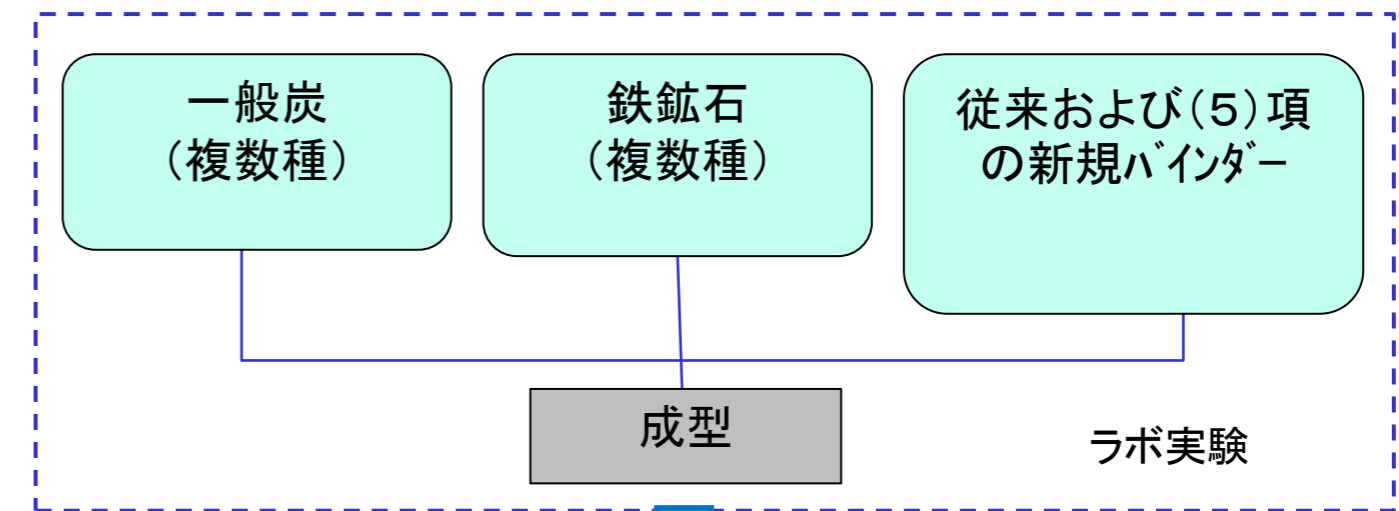 一般炭
（複数種）
鉄鉱石
（複数種）
従来および（５）項
の新規ﾊﾞｲﾝﾀﾞｰ
成型
ラボ実験